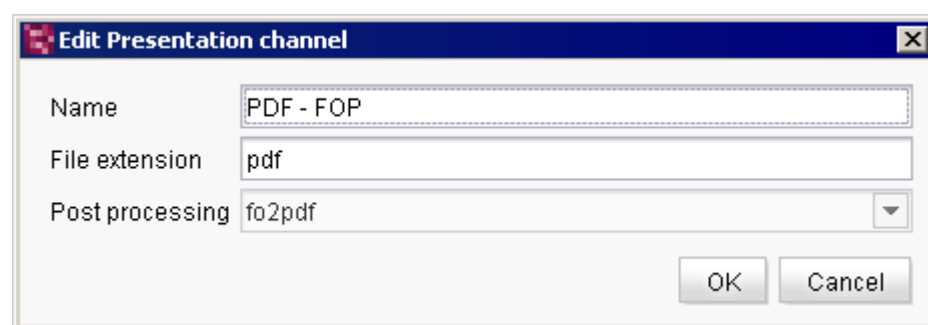 Edit Presentation channel
Name PDF - FOP
File extension pdf
Post processing fo2pdf
OK Cancel